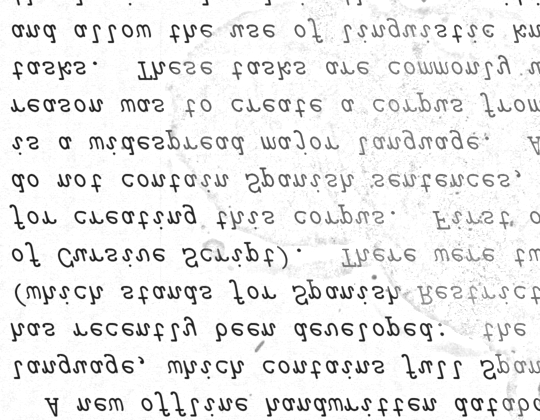 A new offline handwritten databa
language, which contains full Span
has recently been developed: the
(which stands for Spanish Restrict
of Cursive Script). There were tw
for creating this corpus. First o
do not contain Spanish sentences,
is a widespread major language. A
reason was to create a corpus from
tasks. These tasks are commonly u
and allow the use of linguistic kn